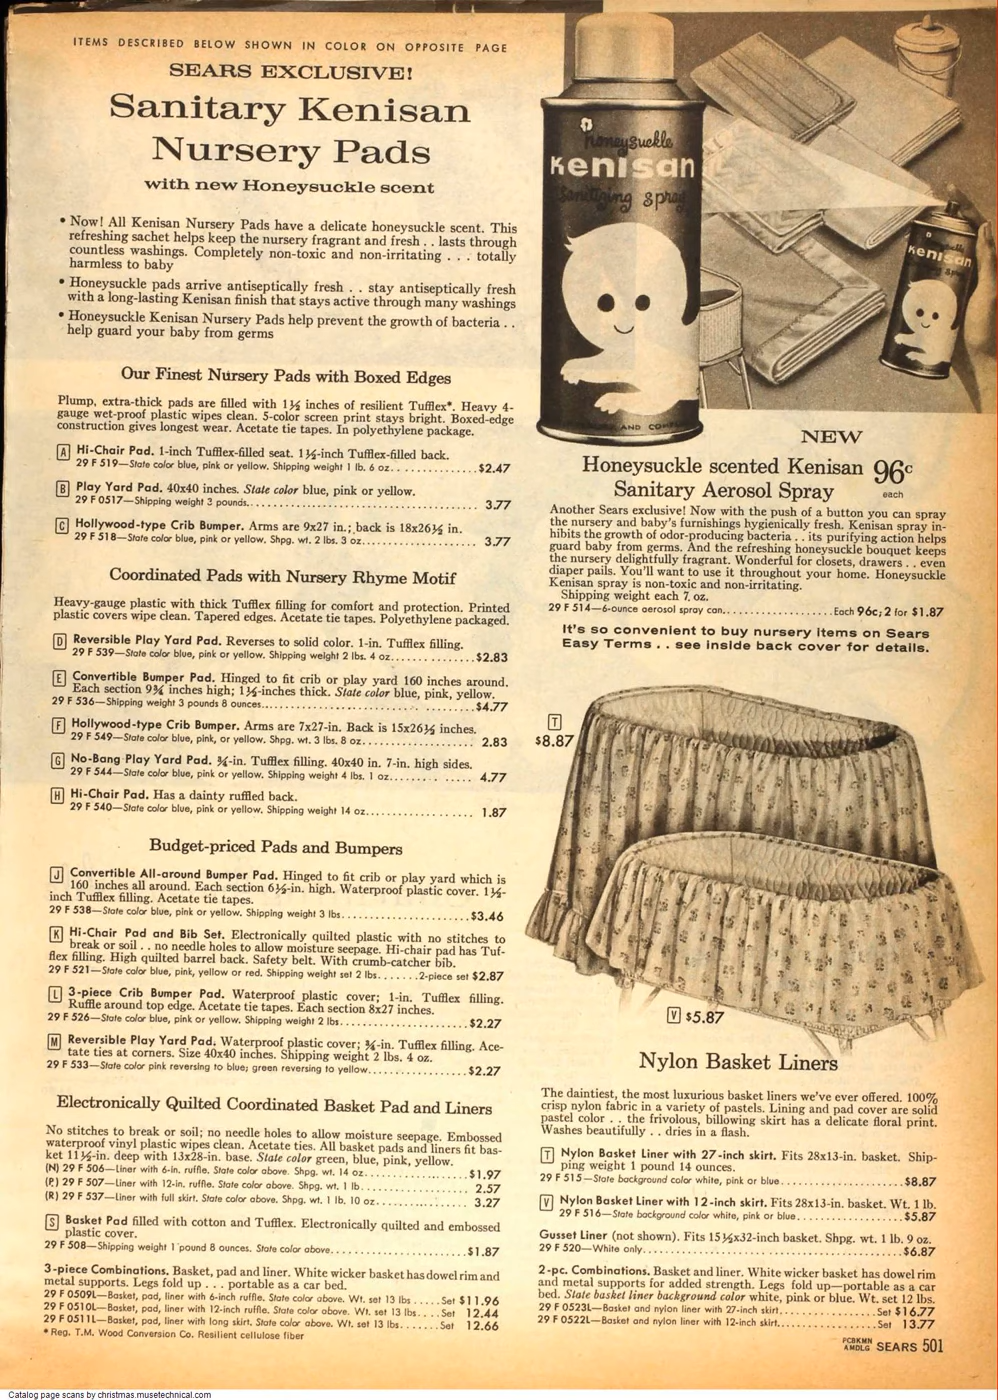 ITEMS DESCRIBED BELOW SHOWN IN COLOR ON OPPOSITE PAGE
SEARS EXCLUSIVE!
Sanitary Kenisan
Nursery Pads
with new Honeysuckle scent
• Now! All Kenisan Nursery Pads have a delicate honeysuckle scent. This
refreshing sachet helps keep the nursery fragrant and fresh . . lasts through
countless washings. Completely non-toxic and non-irritating . . . totally
harmless to baby
• Honeysuckle pads arrive antiseptically fresh . . stay antiseptically fresh
with a long-lasting Kenisan finish that stays active through many washings
• Honeysuckle Kenisan Nursery Pads help prevent the growth of bacteria . .
help guard your baby from germs
Our Finest Nursery Pads with Boxed Edges
Plump, extra-thick pads are filled with 1½ inches of resilient Tufflex*. Heavy 4-
gauge wet-proof plastic wipes clean. 5-color screen print stays bright. Boxed-edge
construction gives longest wear. Acetate tie tapes. In polyethylene package.
A Hi-Chair Pad. 1-inch Tufflex-filled seat. 1½-inch Tufflex-filled back.
29 F 519—State color blue, pink or yellow. Shipping weight 1 lb. 6 oz. . . . . . . . . . . . . . . . $2.47
B Play Yard Pad. 40x40 inches. State color blue, pink or yellow.
29 F 0517—Shipping weight 3 pounds. . . . . . . . . . . . . . . . 3.77
C Hollywood-type Crib Bumper. Arms are 9x27 in.; back is 18x26½ in.
29 F 518—State color blue, pink or yellow. Shpg. wt. 2 lbs. 3 oz. . . . . . . . . . . . . . . . 3.77
Coordinated Pads with Nursery Rhyme Motif
Heavy-gauge plastic with thick Tufflex filling for comfort and protection. Printed
plastic covers wipe clean. Tapered edges. Acetate tie tapes. Polyethylene packaged.
D Reversible Play Yard Pad. Reverses to solid color. 1-in. Tufflex filling.
29 F 539—State color blue, pink or yellow. Shipping weight 2 lbs. 4 oz. . . . . . . . . . . . . . . . $2.83
E Convertible Bumper Pad. Hinged to fit crib or play yard 160 inches around.
Each section 9¾ inches high; 1½-inches thick. State color blue, pink, yellow.
29 F 536—Shipping weight 3 pounds 8 ounces. . . . . . . . . . . . . . . . $4.77
F Hollywood-type Crib Bumper. Arms are 7x27-in. Back is 15x26½ inches.
29 F 549—State color blue, pink, or yellow. Shpg. wt. 3 lbs. 8 oz. . . . . . . . . . . . . . . . 2.83
G No-Bang Play Yard Pad. ¾-in. Tufflex filling. 40x40 in. 7-in. high sides.
29 F 544—State color blue, pink or yellow. Shipping weight 4 lbs. 1 oz. . . . . . . . . . . . . . . . 4.77
H Hi-Chair Pad. Has a dainty ruffled back.
29 F 540—State color blue, pink or yellow. Shipping weight 14 oz. . . . . . . . . . . . . . . . 1.87
Budget-priced Pads and Bumpers
J Convertible All-around Bumper Pad. Hinged to fit crib or play yard which is
160 inches all around. Each section 6½-in. high. Waterproof plastic cover. 1½-
inch Tufflex filling. Acetate tie tapes.
29 F 538—State color blue, pink or yellow. Shipping weight 3 lbs. . . . . . . . . . . . . . . . $3.46
K Hi-Chair Pad and Bib Set. Electronically quilted plastic with no stitches to
break or soil . . no needle holes to allow moisture seepage. Hi-chair pad has Tuf-
flex filling. High quilted barrel back. Safety belt. With crumb-catcher bib.
29 F 521—State color blue, pink, yellow or red. Shipping weight set 2 lbs. . . . . . . 2-piece set $2.87
L 3-piece Crib Bumper Pad. Waterproof plastic cover; 1-in. Tufflex filling.
Ruffle around top edge. Acetate tie tapes. Each section 8x27 inches.
29 F 526—State color blue, pink or yellow. Shipping weight 2 lbs. . . . . . . . . . . . . . . . $2.27
M Reversible Play Yard Pad. Waterproof plastic cover; ¾-in. Tufflex filling. Ace-
tate ties at corners. Size 40x40 inches. Shipping weight 2 lbs. 4 oz.
29 F 533—State color pink reversing to blue; green reversing to yellow. . . . . . . . . . . . . . . . $2.27
Electronically Quilted Coordinated Basket Pad and Liners
No stitches to break or soil; no needle holes to allow moisture seepage. Embossed
waterproof vinyl plastic wipes clean. Acetate ties. All basket pads and liners fit bas-
ket 11½-in. deep with 13x28-in. base. State color green, blue, pink, yellow.
(N) 29 F 506—Liner with 6-in. ruffle. State color above. Shpg. wt. 14 oz. . . . . . . . . . . . . . . . $1.97
(P) 29 F 507—Liner with 12-in. ruffle. State color above. Shpg. wt. 1 lb. . . . . . . . . . . . . . . . 2.57
(R) 29 F 537—Liner with full skirt. State color above. Shpg. wt. 1 lb. 10 oz. . . . . . . . . . . . . . . . 3.27
S Basket Pad filled with cotton and Tufflex. Electronically quilted and embossed
plastic cover.
29 F 508—Shipping weight 1 pound 8 ounces. State color above. . . . . . . . . . . . . . . . $1.87
3-piece Combinations. Basket, pad and liner. White wicker basket has dowel rim and
metal supports. Legs fold up . . . portable as a car bed.
29 F 0509L—Basket, pad, liner with 6-inch ruffle. State color above. Wt. set 13 lbs . . . . . Set $11.96
29 F 0510L—Basket, pad, liner with 12-inch ruffle. State color above. Wt. set 13 lbs . . . . . Set 12.44
29 F 0511L—Basket, pad, liner with long skirt. State color above. Wt. set 13 lbs. . . . . . . Set 12.66
* Reg. T.M. Wood Conversion Co. Resilient cellulose fiber
honeysuckle
Kenisan
sanitizing spray
Kenisan
NEW
Honeysuckle scented Kenisan
Sanitary Aerosol Spray
96c
each
Another Sears exclusive! Now with the push of a button you can spray
the nursery and baby's furnishings hygienically fresh. Kenisan spray in-
hibits the growth of odor-producing bacteria . . its purifying action helps
guard baby from germs. And the refreshing honeysuckle bouquet keeps
the nursery delightfully fragrant. Wonderful for closets, drawers . . even
diaper pails. You'll want to use it throughout your home. Honeysuckle
Kenisan spray is non-toxic and non-irritating.
Shipping weight each 7 oz.
29 F 514—6-ounce aerosol spray can. . . . . . . . . . . . . . . . Each 96c; 2 for $1.87
It's so convenient to buy nursery items on Sears
Easy Terms . . see inside back cover for details.
T
$8.87
V $5.87
Nylon Basket Liners
The daintiest, the most luxurious basket liners we've ever offered. 100%
crisp nylon fabric in a variety of pastels. Lining and pad cover are solid
pastel color . . the frivolous, billowing skirt has a delicate floral print.
Washes beautifully . . dries in a flash.
T Nylon Basket Liner with 27-inch skirt. Fits 28x13-in. basket. Ship-
ping weight 1 pound 14 ounces.
29 F 515—State background color white, pink or blue. . . . . . . . . . . . . . . . $8.87
V Nylon Basket Liner with 12-inch skirt. Fits 28x13-in. basket. Wt. 1 lb.
29 F 516—State background color white, pink or blue. . . . . . . . . . . . . . . . $5.87
Gusset Liner (not shown). Fits 15½x32-inch basket. Shpg. wt. 1 lb. 9 oz.
29 F 520—White only. . . . . . . . . . . . . . . . $6.87
2-pc. Combinations. Basket and liner. White wicker basket has dowel rim
and metal supports for added strength. Legs fold up—portable as a car
bed. State basket liner background color white, pink or blue. Wt. set 12 lbs.
29 F 0523L—Basket and nylon liner with 27-inch skirt. . . . . . . . . . . . . . . . Set $16.77
29 F 0522L—Basket and nylon liner with 12-inch skirt. . . . . . . . . . . . . . . . Set 13.77
PCBKMN
AMDLG SEARS 501
Catalog page scans by christmas.musetechnical.com